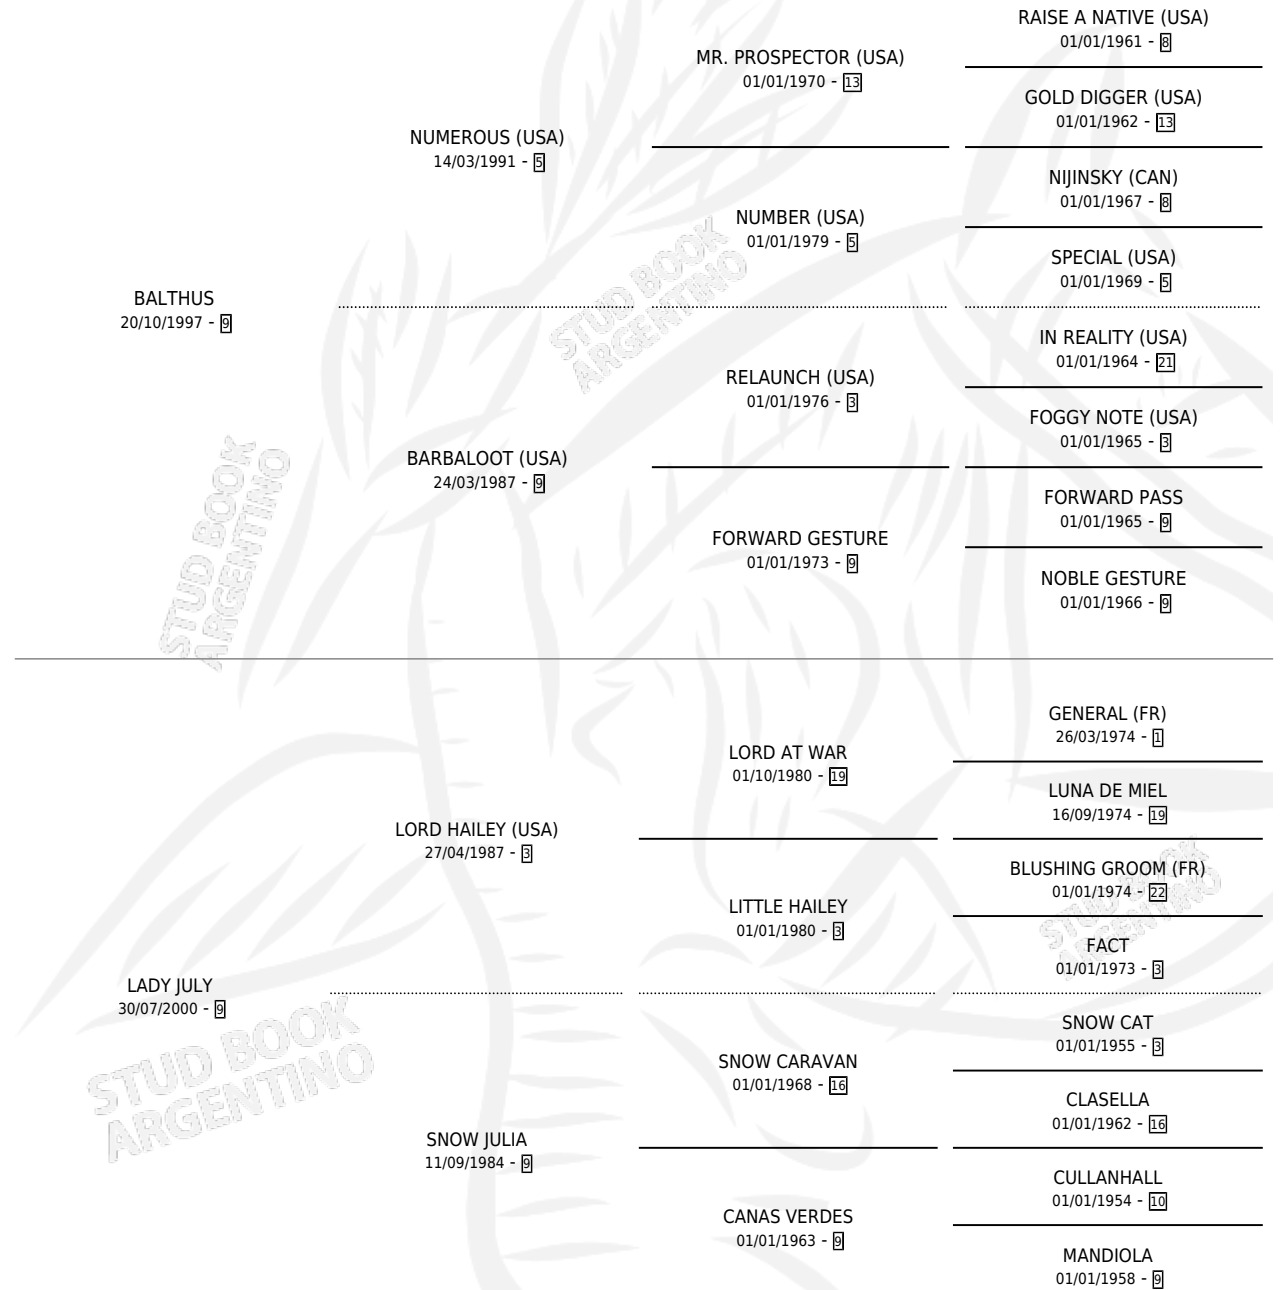 RAISE A NATIVE (USA)
01/01/1961 - 8
MR. PROSPECTOR (USA)
01/01/1970 - 13
GOLD DIGGER (USA)
01/01/1962 - 13
NUMEROUS (USA)
14/03/1991 - 5
NIJINSKY (CAN)
01/01/1967 - 8
NUMBER (USA)
01/01/1979 - 5
SPECIAL (USA)
01/01/1969 - 5
BALTHUS
20/10/1997 - 9
IN REALITY (USA)
01/01/1964 - 21
RELAUNCH (USA)
01/01/1976 - 3
FOGGY NOTE (USA)
01/01/1965 - 3
BARBALOOT (USA)
24/03/1987 - 9
FORWARD PASS
01/01/1965 - 9
FORWARD GESTURE
01/01/1973 - 9
NOBLE GESTURE
01/01/1966 - 9
STUD BOOK
ARGENTINO
STUD BOOK
ARGENTINO
GENERAL (FR)
26/03/1974 - 1
LORD AT WAR
01/10/1980 - 19
LUNA DE MIEL
16/09/1974 - 19
LORD HAILEY (USA)
27/04/1987 - 3
BLUSHING GROOM (FR)
01/01/1974 - 22
LITTLE HAILEY
01/01/1980 - 3
FACT
01/01/1973 - 3
LADY JULY
30/07/2000 - 9
SNOW CAT
01/01/1955 - 3
SNOW CARAVAN
01/01/1968 - 16
CLASELLA
01/01/1962 - 16
SNOW JULIA
11/09/1984 - 9
CULLANHALL
01/01/1954 - 10
CANAS VERDES
01/01/1963 - 9
MANDIOLA
01/01/1958 - 9
STUD BOOK
ARGENTINO
STUD BOOK
ARGENTINO